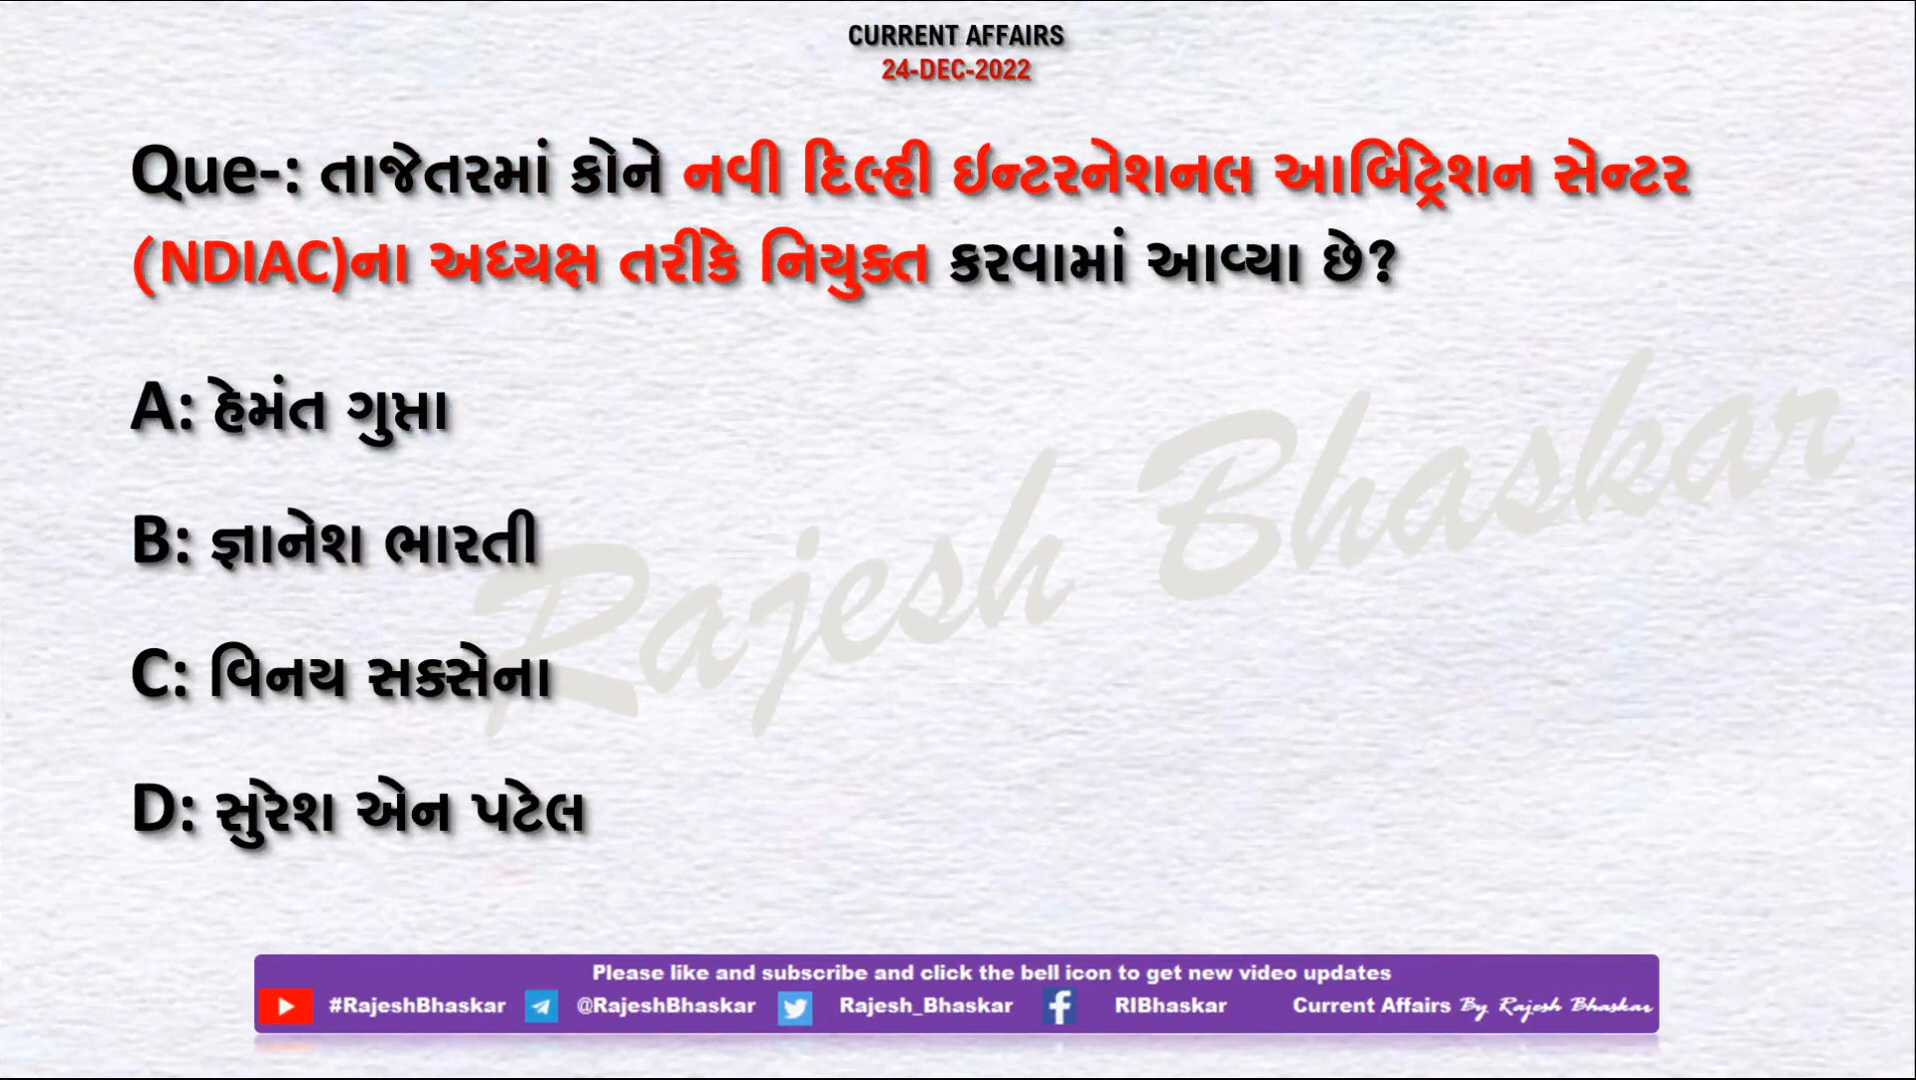 CURRENT AFFAIRS
24-DEC-2022
Que-: તાજેતરમાં કોને નવી દિલ્હી ઇન્ટરનેશનલ આર્બિટ્રેશન સેન્ટર
(NDIAC)ના અધ્યક્ષ તરીકે નિયુક્ત કરવામાં આવ્યા છે?
A: હેમંત ગુપ્તા
B: જ્ઞાનેશ ભારતી
C: વિનય સક્સેના
D: સુરેશ એન પટેલ
Rajesh Bhaskar
Please like and subscribe and click the bell icon to get new video updates
#RajeshBhaskar @RajeshBhaskar Rajesh_Bhaskar RIBhaskar Current Affairs By Rajesh Bhaskar